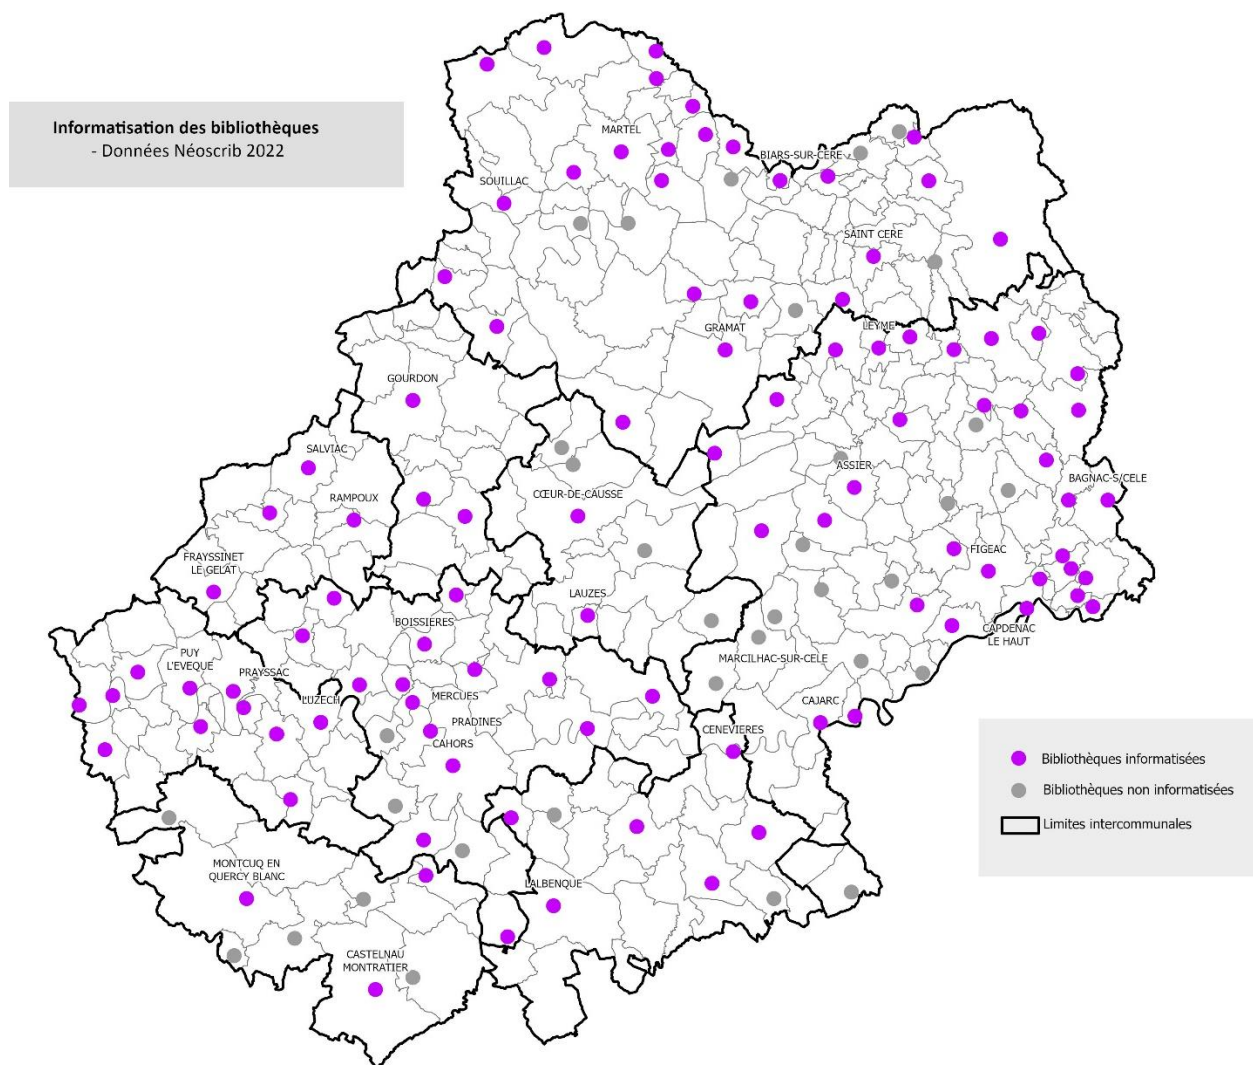 Informatisation des bibliothèques
- Données Néoscrib 2022
MARTEL
BIARS-SUR-CERE
SOUILLAC
SAINT CERE
GRAMAT
LEYME
GOURDON
SALVIAC
ASSIER
BAGNAC-S/CELE
RAMPOUX
CŒUR-DE-CAUSSE
FRAYSSINET
LE GELAT
FIGEAC
LAUZES
BOISSIERES
CAPDENAC
LE HAUT
PUY
L'EVEQUE
PRAYSSAC
MARCILHAC-SUR-CELE
LUZECH
MERCUES
PRADINES
CAJARC
CENEVIERES
CAHORS
Bibliothèques informatisées
Bibliothèques non informatisées
Limites intercommunales
MONTCUQ EN
QUERCY BLANC
LALBENQUE
CASTELNAU
MONTRATIER